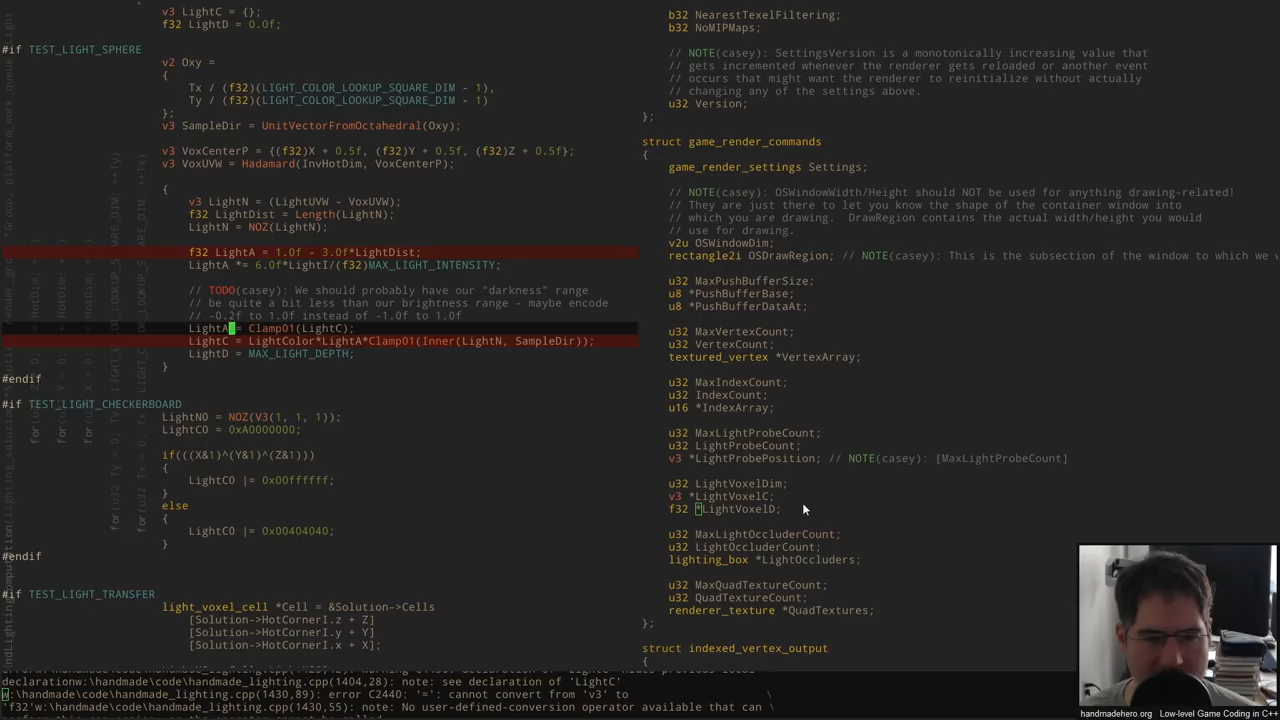 v3 LightC = {};
f32 LightD = 0.0f;
#if TEST_LIGHT_SPHERE
v2 Oxy =
{
Tx / (f32)(LIGHT_COLOR_LOOKUP_SQUARE_DIM - 1),
Ty / (f32)(LIGHT_COLOR_LOOKUP_SQUARE_DIM - 1)
};
v3 SampleDir = UnitVectorFromOctahedral(Oxy);
v3 VoxCenterP = {(f32)X + 0.5f, (f32)Y + 0.5f, (f32)Z + 0.5f};
v3 VoxUVW = Hadamard(InvHotDim, VoxCenterP);
{
v3 LightN = (LightUVW - VoxUVW);
f32 LightDist = Length(LightN);
LightN = NOZ(LightN);
f32 LightA = 1.0f - 3.0f*LightDist;
LightA *= 6.0f*LightI/(f32)MAX_LIGHT_INTENSITY;
// TODO(casey): We should probably have our "darkness" range
// be quite a bit less than our brightness range - maybe encode
// -0.2f to 1.0f instead of -1.0f to 1.0f
LightA = Clamp01(LightC);
LightC = LightColor*LightA*Clamp01(Inner(LightN, SampleDir));
LightD = MAX_LIGHT_DEPTH;
}
#endif
#if TEST_LIGHT_CHECKERBOARD
LightN0 = NOZ(V3(1, 1, 1));
LightC0 = 0xA0000000;
if(((X&1)^(Y&1)^(Z&1)))
{
LightC0 |= 0x00ffffff;
}
else
{
LightC0 |= 0x00404040;
}
#endif
#if TEST_LIGHT_TRANSFER
light_voxel_cell *Cell = &Solution->Cells
[Solution->HotCornerI.z + Z]
[Solution->HotCornerI.y + Y]
[Solution->HotCornerI.x + X];
b32 NearestTexelFiltering;
b32 NoMIPMaps;
// NOTE(casey): SettingsVersion is a monotonically increasing value that
// gets incremented whenever the renderer gets reloaded or another event
// occurs that might want the renderer to reinitialize without actually
// changing any of the settings above.
u32 Version;
};
struct game_render_commands
{
game_render_settings Settings;
// NOTE(casey): OSWindowWidth/Height should NOT be used for anything drawing-related!
// They are just there to let you know the shape of the container window into
// which you are drawing.  DrawRegion contains the actual width/height you would
// use for drawing.
v2u OSWindowDim;
rectangle2i OSDrawRegion; // NOTE(casey): This is the subsection of the window to which we
u32 MaxPushBufferSize;
u8 *PushBufferBase;
u8 *PushBufferDataAt;
u32 MaxVertexCount;
u32 VertexCount;
textured_vertex *VertexArray;
u32 MaxIndexCount;
u32 IndexCount;
u16 *IndexArray;
u32 MaxLightProbeCount;
u32 LightProbeCount;
v3 *LightProbePosition; // NOTE(casey): [MaxLightProbeCount]
u32 LightVoxelDim;
v3 *LightVoxelC;
f32 *LightVoxelD;
u32 MaxLightOccluderCount;
u32 LightOccluderCount;
lighting_box *LightOccluders;
u32 MaxQuadTextureCount;
u32 QuadTextureCount;
renderer_texture *QuadTextures;
};
struct indexed_vertex_output
{
declarationw:\handmade\code\handmade_lighting.cpp(1404,28): note: see declaration of 'LightC'
w:\handmade\code\handmade_lighting.cpp(1430,89): error C2440: '=': cannot convert from 'v3' to \
'f32'w:\handmade\code\handmade_lighting.cpp(1430,55): note: No user-defined-conversion operator available that can \
handmadehero.org | Low-level Game Coding in C++